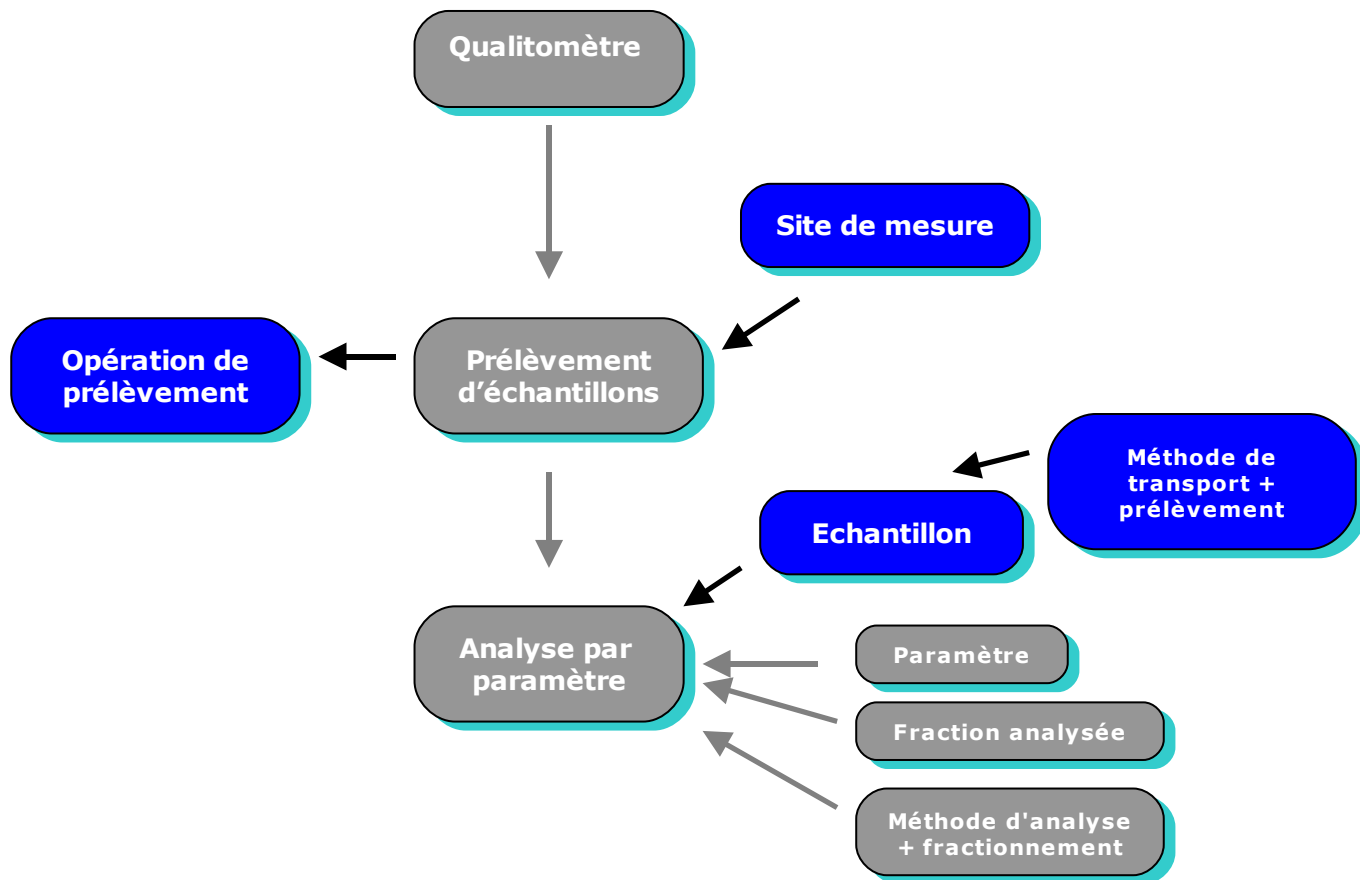 Qualitomètre
Site de mesure
Opération de
prélèvement
Prélèvement
d’échantillons
Méthode de
transport +
prélèvement
Echantillon
Analyse par
paramètre
Paramètre
Fraction analysée
Méthode d'analyse
+ fractionnement